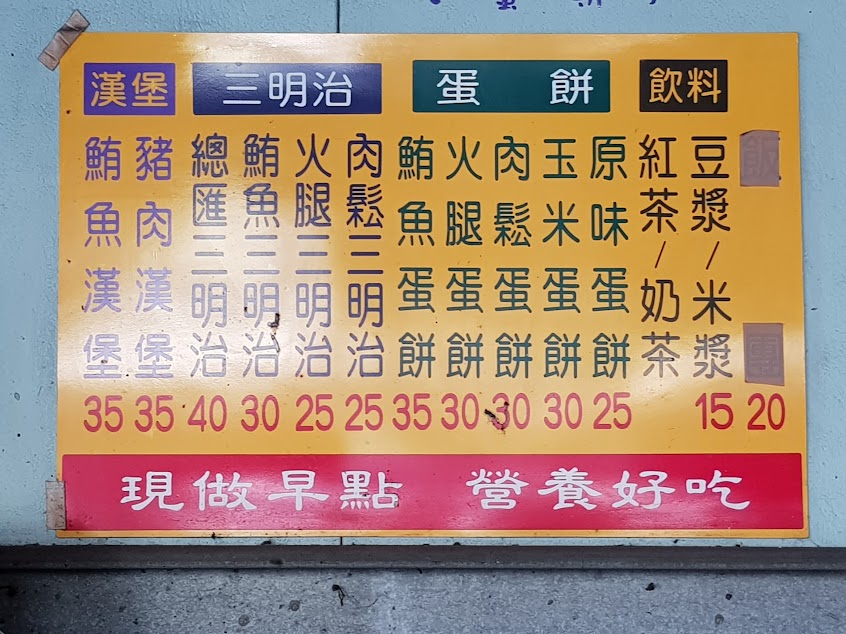 飯團
20
飲料
豆漿/米漿
15
紅茶/奶茶
蛋餅
原味蛋餅
25
玉米蛋餅
30
肉鬆蛋餅
30
火腿蛋餅
30
鮪魚蛋餅
35
三明治
肉鬆三明治
25
火腿三明治
25
鮪魚三明治
30
總匯三明治
40
漢堡
豬肉漢堡
35
鮪魚漢堡
35
現做早點 營養好吃